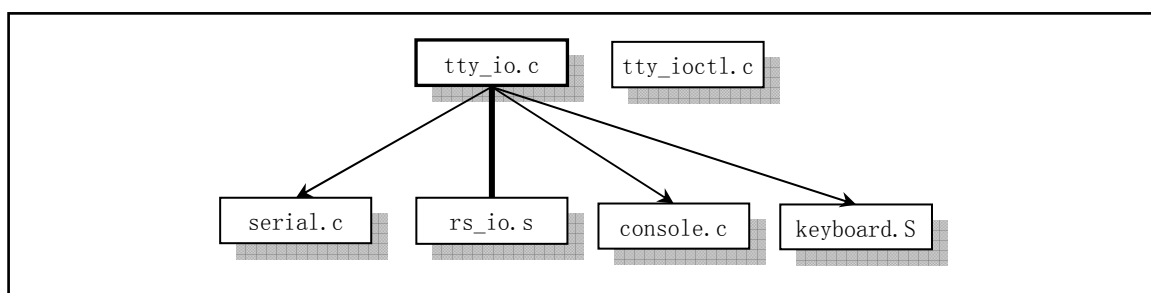 tty_io.c
tty_ioctl.c
serial.c
rs_io.s
console.c
keyboard.S